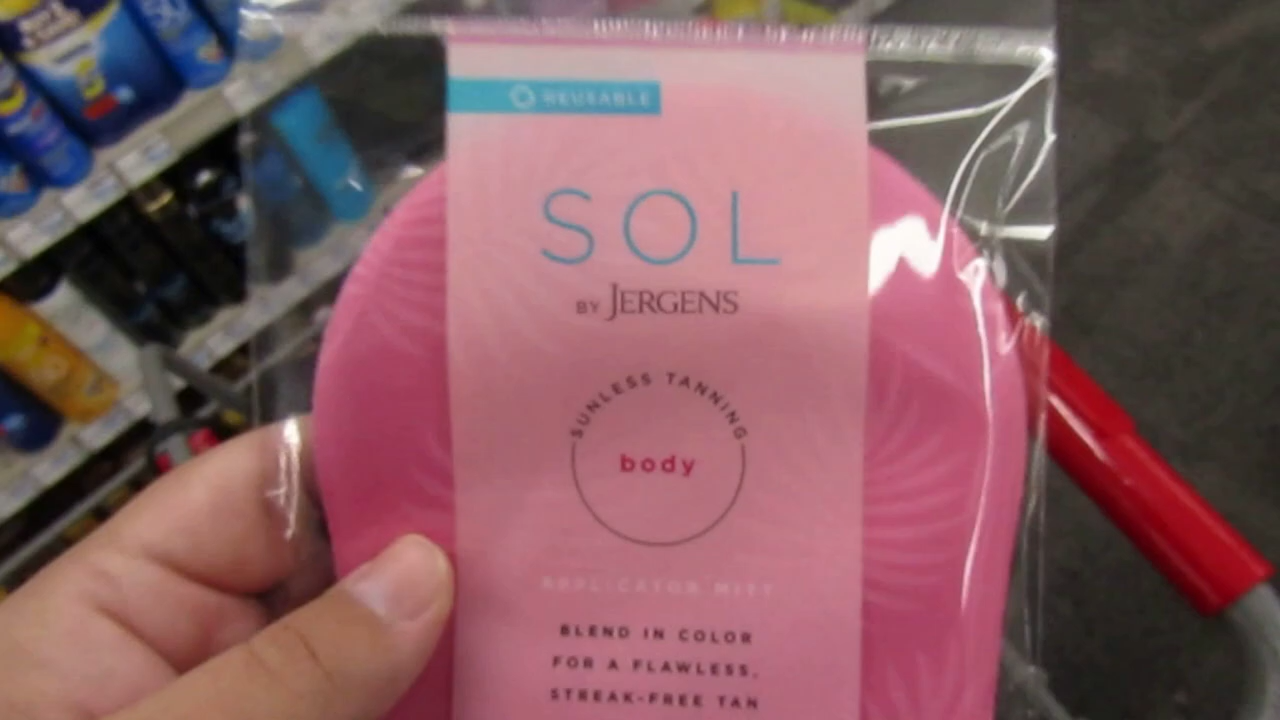 REUSABLE
SOL
BY JERGENS
SUNLESS TANNING
body
APPLICATOR MITT
BLEND IN COLOR
FOR A FLAWLESS,
STREAK-FREE TAN